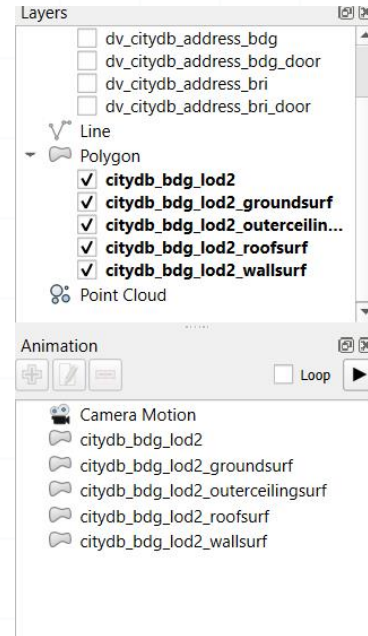 Layers
dv_citydb_address_bdg
dv_citydb_address_bdg_door
dv_citydb_address_bri
dv_citydb_address_bri_door
Line
Polygon
citydb_bdg_lod2
citydb_bdg_lod2_groundsurf
citydb_bdg_lod2_outerceilin...
citydb_bdg_lod2_roofsurf
citydb_bdg_lod2_wallsurf
Point Cloud
Animation
Loop
Camera Motion
citydb_bdg_lod2
citydb_bdg_lod2_groundsurf
citydb_bdg_lod2_outerceilingsurf
citydb_bdg_lod2_roofsurf
citydb_bdg_lod2_wallsurf